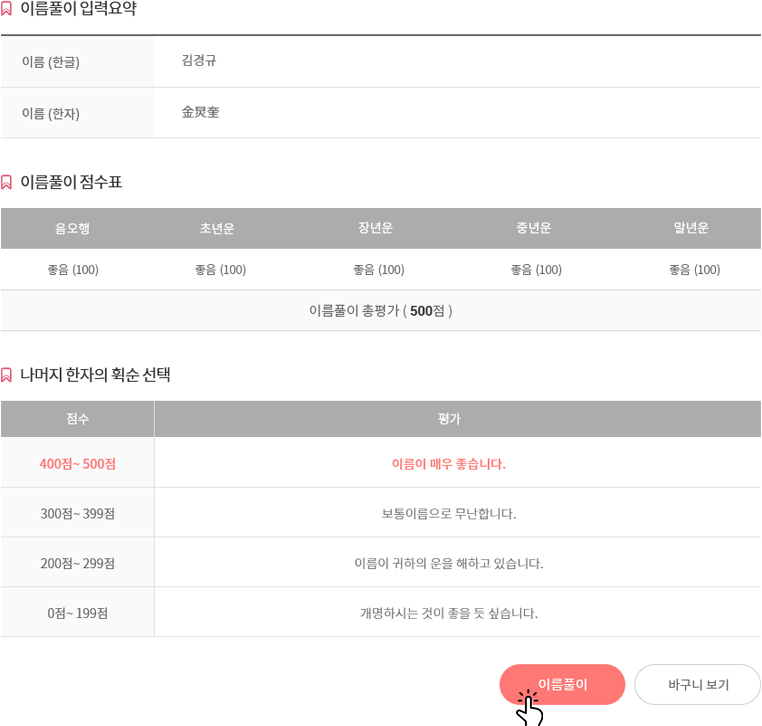 이름풀이 입력요약
이름 (한글) 김경규
이름 (한자) 金炅奎
이름풀이 점수표
음오행 초년운 장년운 중년운 말년운
좋음 (100) 좋음 (100) 좋음 (100) 좋음 (100) 좋음 (100)
이름풀이 총평가 ( 500점 )
나머지 한자의 획순 선택
점수 평가
400점~ 500점 이름이 매우 좋습니다.
300점~ 399점 보통이름으로 무난합니다.
200점~ 299점 이름이 귀하의 운을 해하고 있습니다.
0점~ 199점 개명하시는 것이 좋을 듯 싶습니다.
이름풀이 바구니 보기